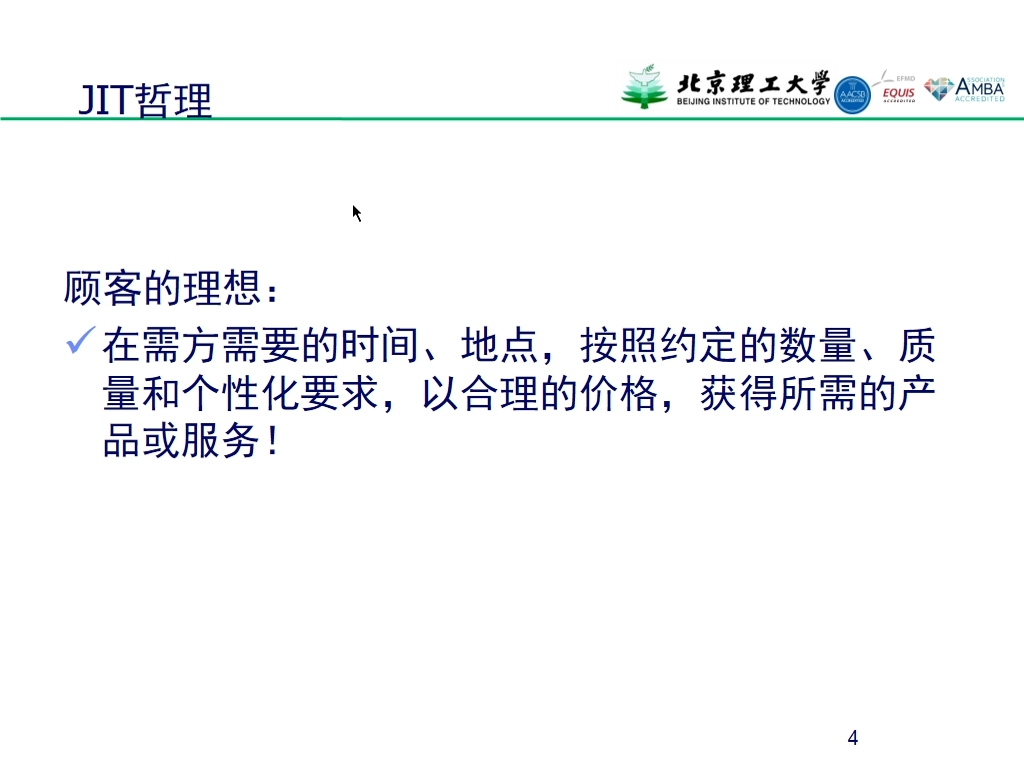 JIT哲理
北京理工大学
BEIJING INSTITUTE OF TECHNOLOGY
AACSB
ACCREDITED
EFMD
EQUIS
ACCREDITED
ASSOCIATION
AMBA
ACCREDITED
顾客的理想：
在需方需要的时间、地点，按照约定的数量、质
量和个性化要求，以合理的价格，获得所需的产
品或服务！
4